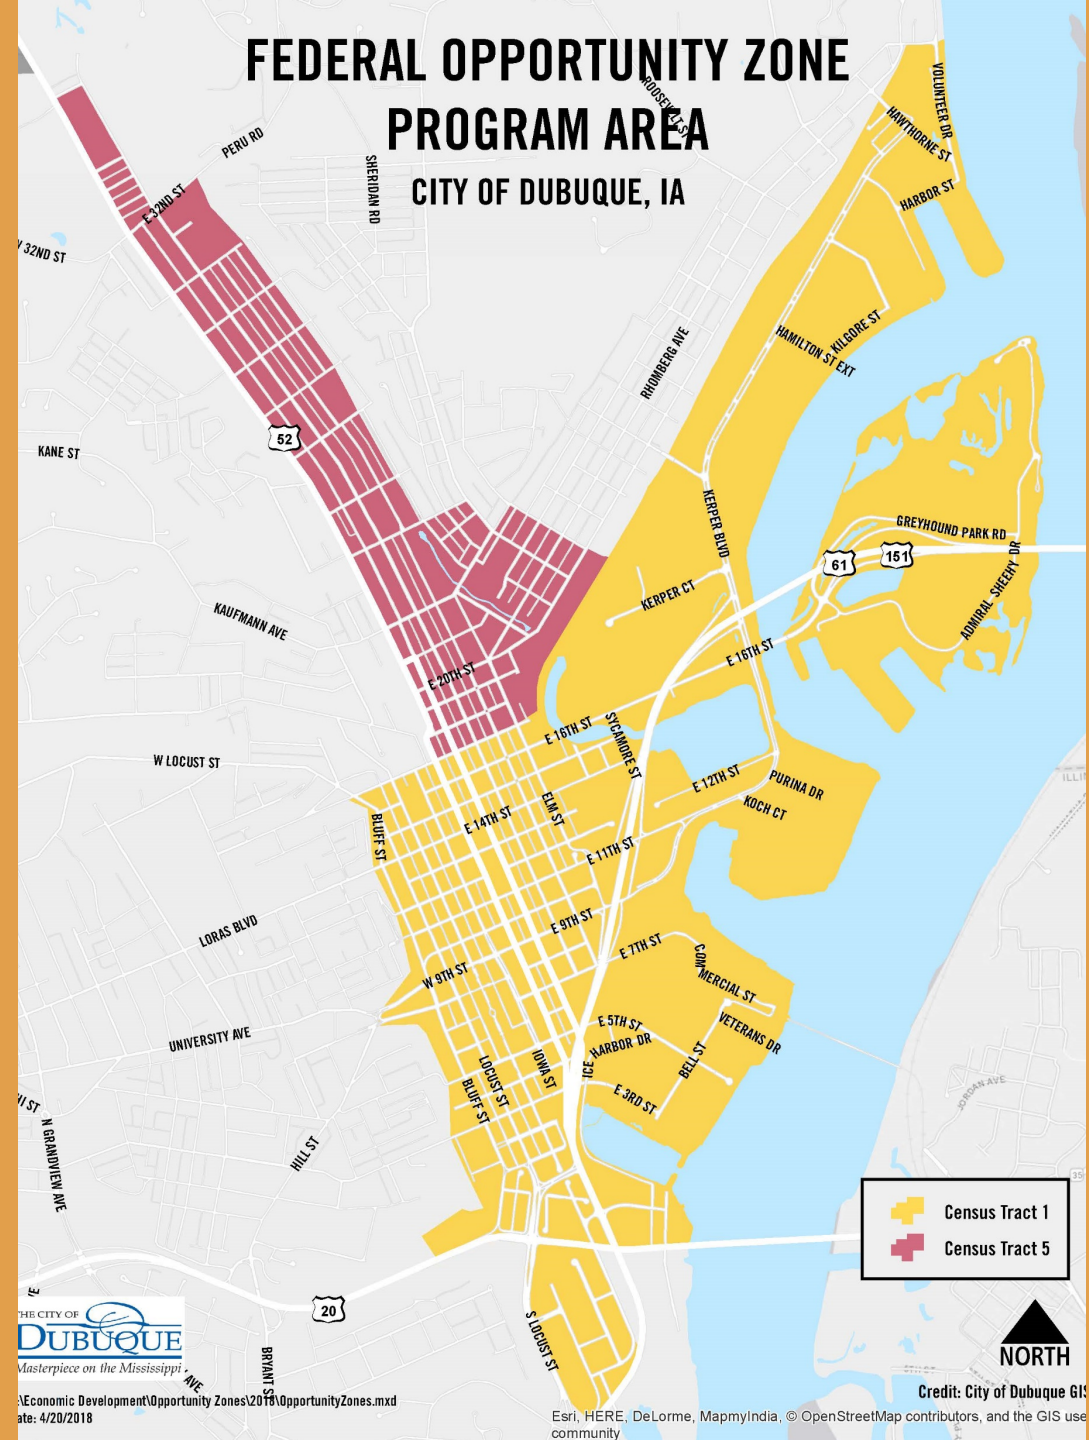 FEDERAL OPPORTUNITY ZONE
PROGRAM AREA
CITY OF DUBUQUE, IA
ROOSEVELT ST
VOLUNTEER DR
HAWTHORNE ST
HARBOR ST
PERU RD
SHERIDAN RD
E 32ND ST
32ND ST
KILGORE ST
HAMILTON ST EXT
RHOMBERG AVE
52
KANE ST
KERPER BLVD
GREYHOUND PARK RD
61
151
ADMIRAL SHEEHY DR
KERPER CT
KAUFMANN AVE
E 16TH ST
E 20TH ST
E 16TH ST
SYCAMORE ST
W LOCUST ST
E 12TH ST
PURINA DR
KOCH CT
ILLI
BLUFF ST
E 14TH ST
ELM ST
E 11TH ST
LORAS BLVD
E 9TH ST
E 7TH ST
COMMERCIAL ST
W 9TH ST
UNIVERSITY AVE
E 5TH ST
ICE HARBOR DR
VETERANS DR
BELL ST
IOWA ST
LOCUST ST
BLUFF ST
E 3RD ST
JORDAN AVE
N GRANDVIEW AVE
HILL ST
35
Census Tract 1
Census Tract 5
20
S LOCUST ST
THE CITY OF
DUBUQUE
Masterpiece on the Mississippi
AVE
BRYANT ST
NORTH
:\Economic Development\Opportunity Zones\2018\OpportunityZones.mxd
ate: 4/20/2018
Credit: City of Dubuque GIS
Esri, HERE, DeLorme, MapmyIndia, © OpenStreetMap contributors, and the GIS use
community